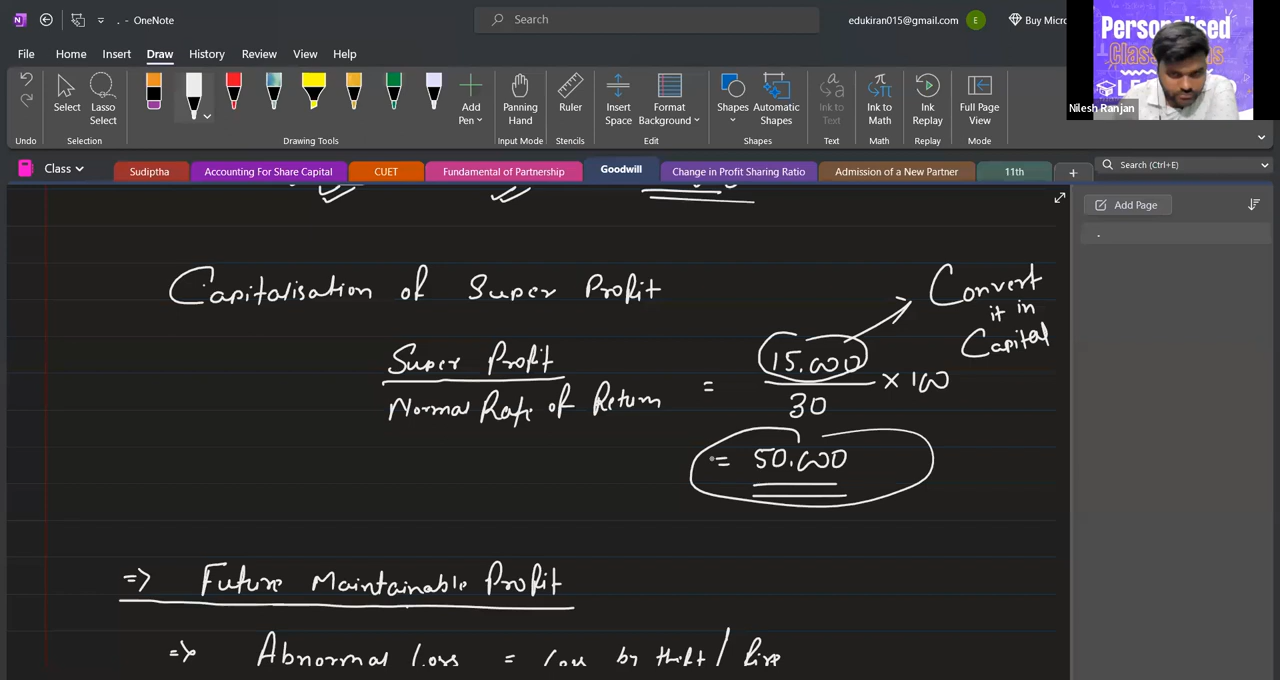 . - OneNote
Search
edukiran015@gmail.com E
Buy Micro
Personalised
Nilesh Ranjan
File Home Insert Draw History Review View Help
Select Lasso Select Add Pen Panning Hand Ruler Insert Space Format Background Shapes Automatic Shapes Ink to Text Ink to Math Ink Replay Full Page View
Undo Selection Drawing Tools Input Mode Stencils Edit Shapes Text Math Replay Mode
Class Sudiptha Accounting For Share Capital CUET Fundamental of Partnership Goodwill Change in Profit Sharing Ratio Admission of a New Partner 11th + Search (Ctrl+E)
Add Page
.
Capitalisation of Super Profit
Convert
it in
Capital
Super Profit
Normal Rate of Return
= 15.000
30
× 100
= 50.000
=> Future Maintainable Profit
=> Abnormal Loss = Loss by theft / fire